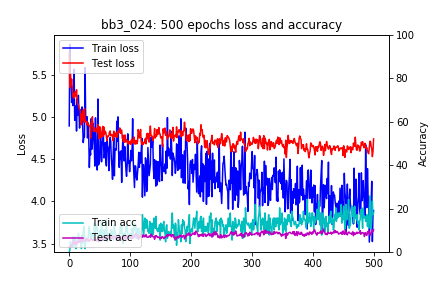 bb3_024: 500 epochs loss and accuracy
Train loss
Test loss
Train acc
Test acc
Loss
Accuracy
5.5
5.0
4.5
4.0
3.5
100
80
60
40
20
0
0
100
200
300
400
500